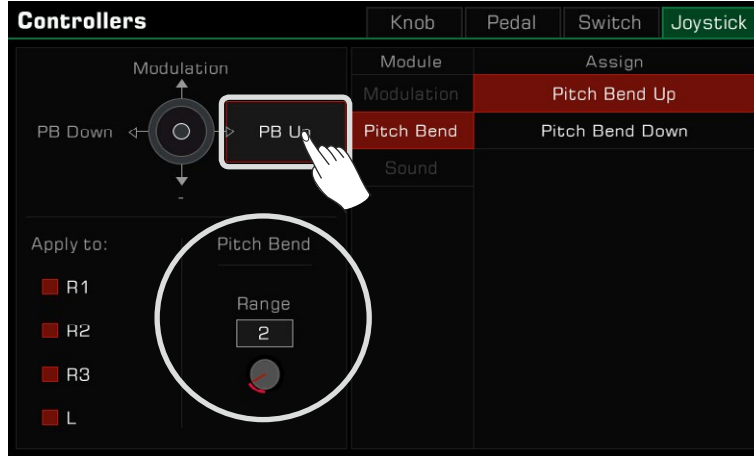 Controllers
Knob
Pedal
Switch
Joystick
Modulation
PB Down
PB Up
-
Module
Assign
Modulation
Pitch Bend Up
Pitch Bend
Pitch Bend Down
Sound
Apply to:
R1
R2
R3
L
Pitch Bend
Range
2